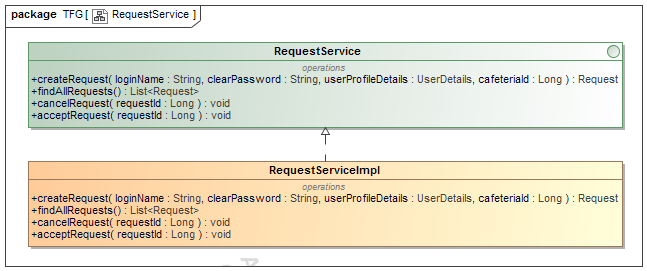 package TFG [ RequestService ]
RequestService
operations
+createRequest( loginName : String, clearPassword : String, userProfileDetails : UserDetails, cafeteriaId : Long ) : Request
+findAllRequests() : List<Request>
+cancelRequest( requestId : Long ) : void
+acceptRequest( requestId : Long ) : void
RequestServiceImpl
operations
+createRequest( loginName : String, clearPassword : String, userProfileDetails : UserDetails, cafeteriaId : Long ) : Request
+findAllRequests() : List<Request>
+cancelRequest( requestId : Long ) : void
+acceptRequest( requestId : Long ) : void